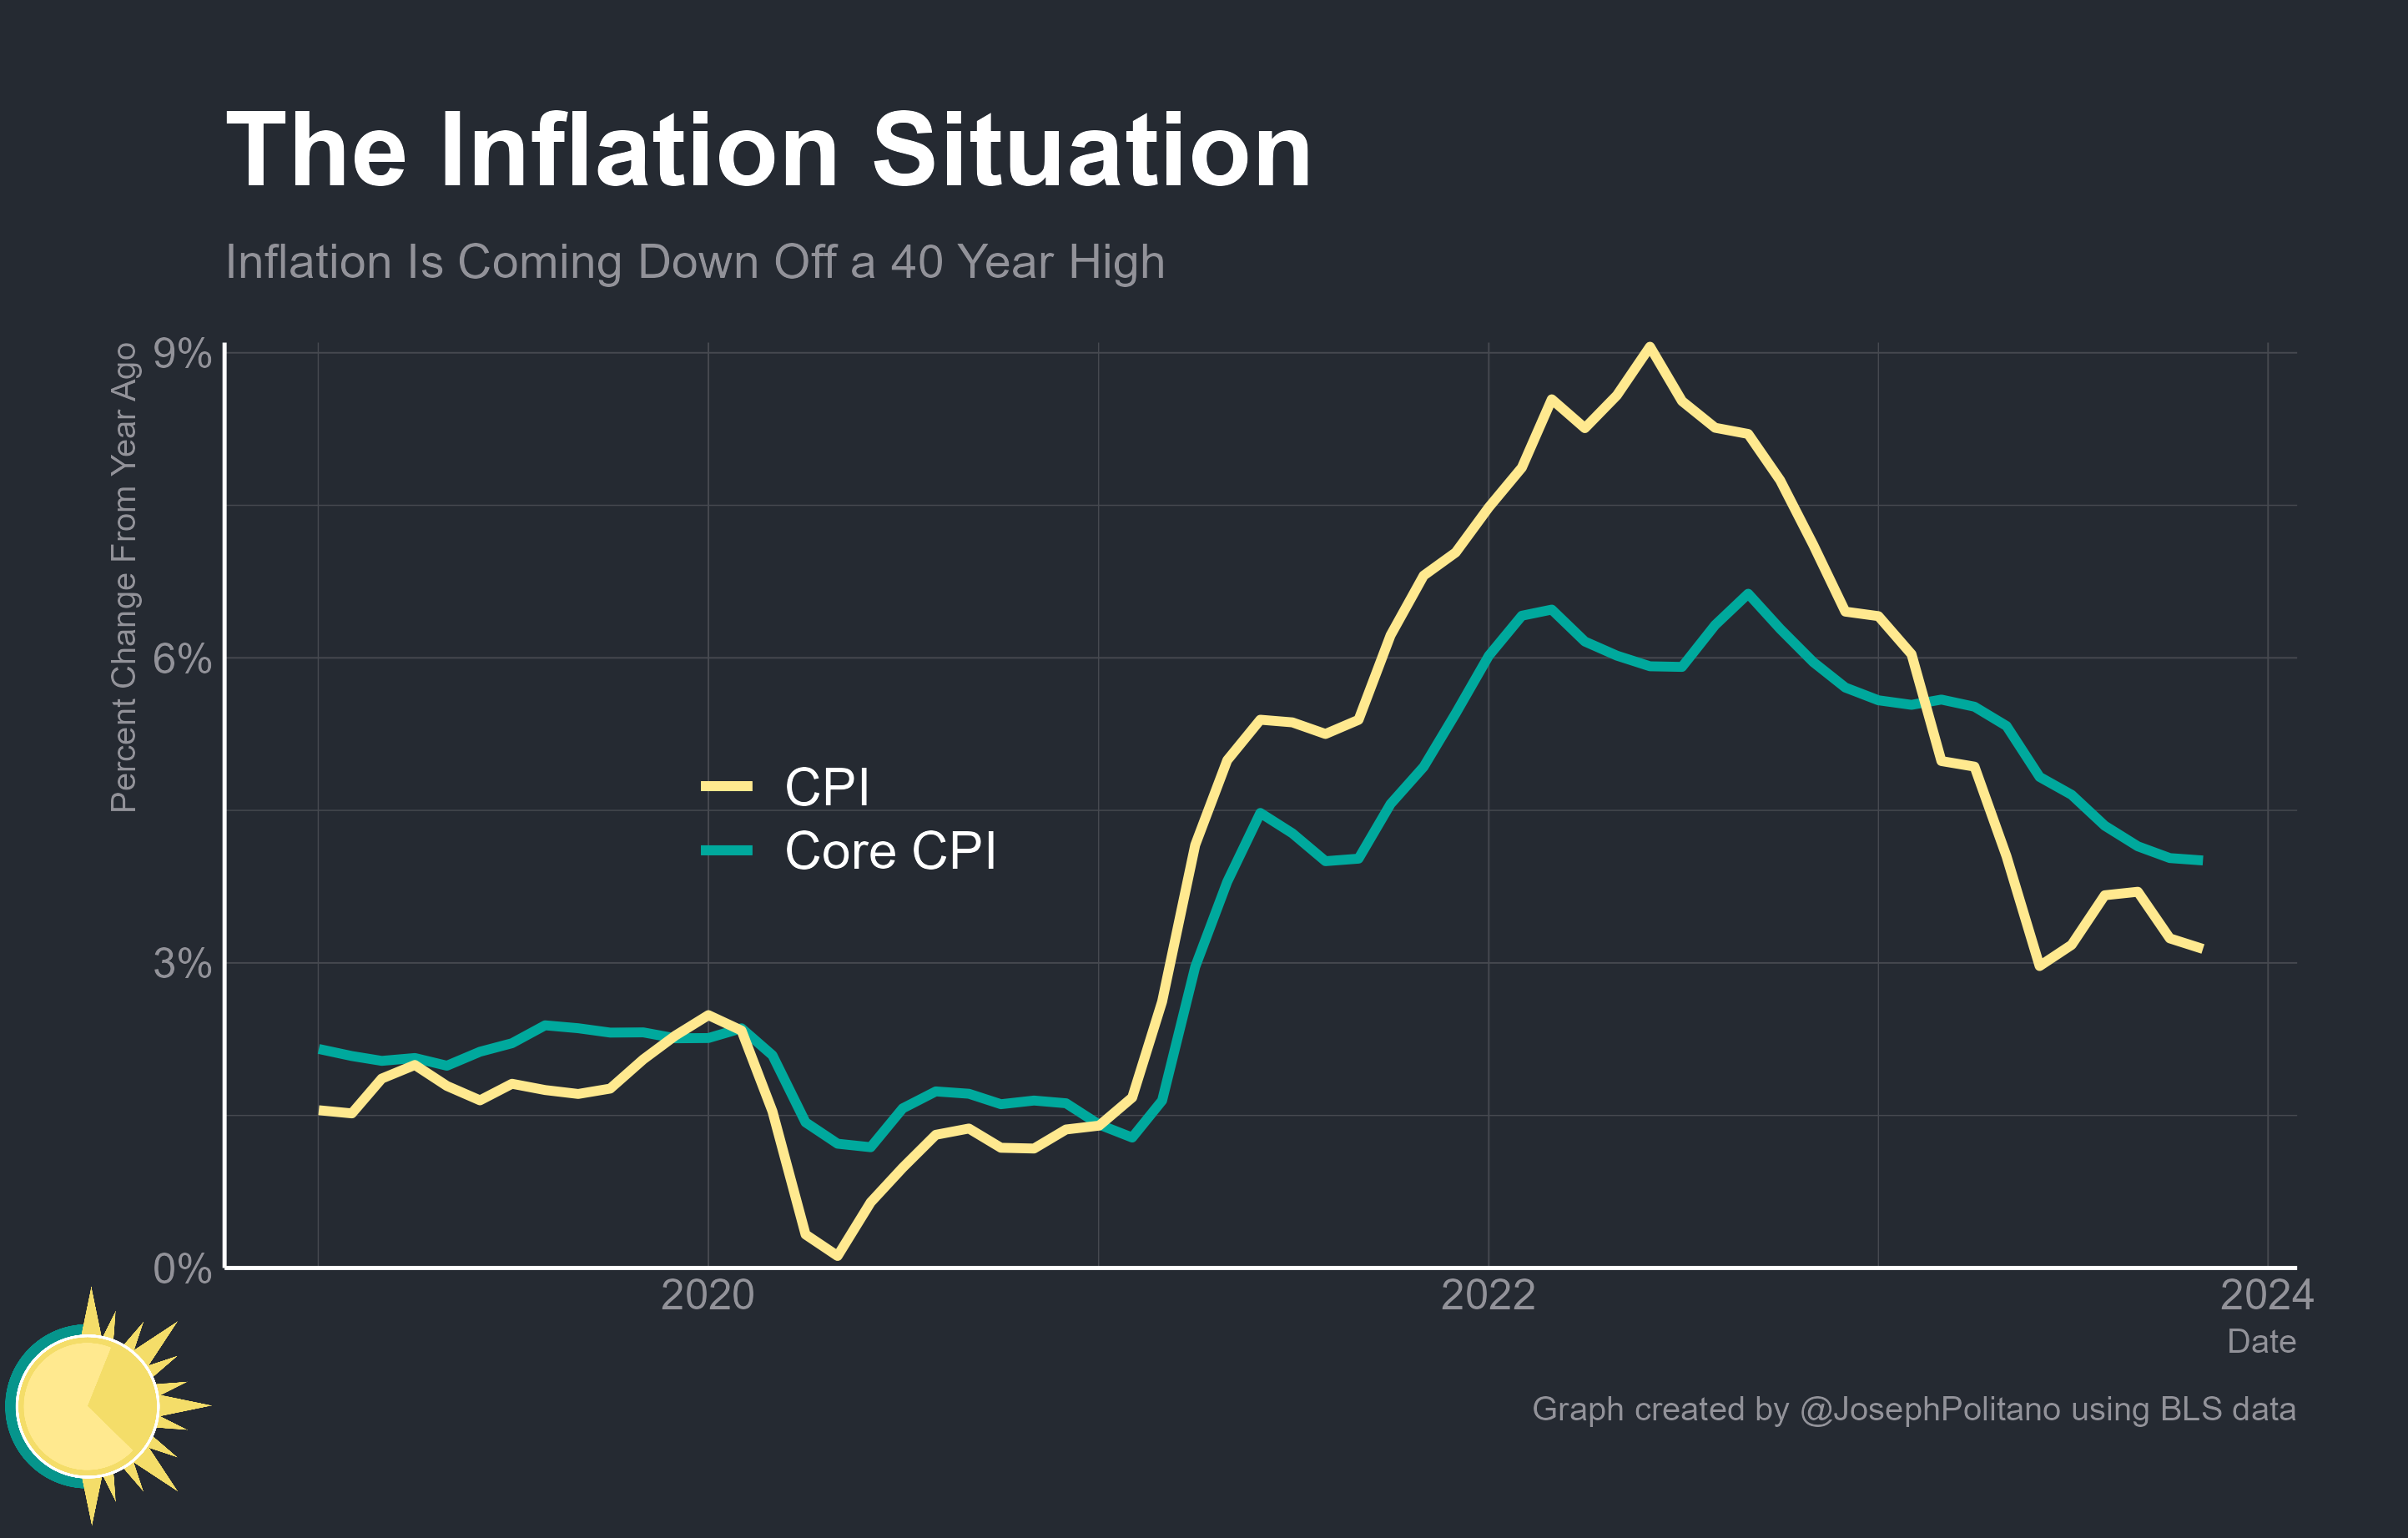 The Inflation Situation
Inflation Is Coming Down Off a 40 Year High
Percent Change From Year Ago
9%
6%
3%
0%
CPI
Core CPI
2020
2022
2024
Date
Graph created by @JosephPolitano using BLS data